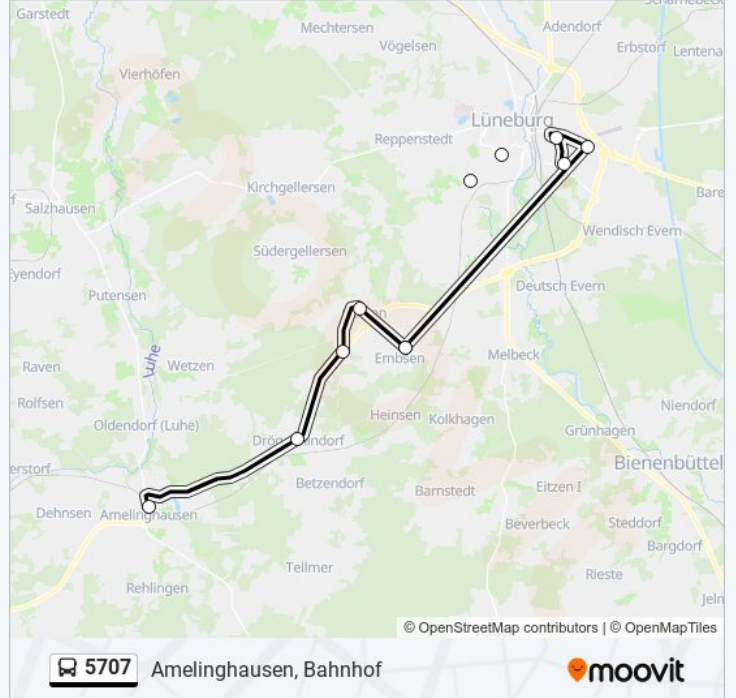 Garstedt
Scharnebeck
Mechtersen
Adendorf
Vögelsen
Erbstorf
Lentena
Vierhöfen
Lüneburg
Reppenstedt
Kirchgellersen
Bare
Salzhausen
Wendisch Evern
Südergellersen
Eyendorf
Deutsch Evern
Putensen
Luhe
Embsen
Melbeck
Raven
Wetzen
Rolfsen
Niendorf
Heinsen
Kolkhagen
Oldendorf (Luhe)
Grünhagen
Bienenbüttel
Betzendorf
Barnstedt
Eitzen I
Dehnsen
Amelinghausen
Beverbeck
Steddorf
Bargdorf
Tellmer
Rieste
Rehlingen
Jeln
© OpenStreetMap contributors | © OpenMapTiles
5707 Amelinghausen, Bahnhof
moovit